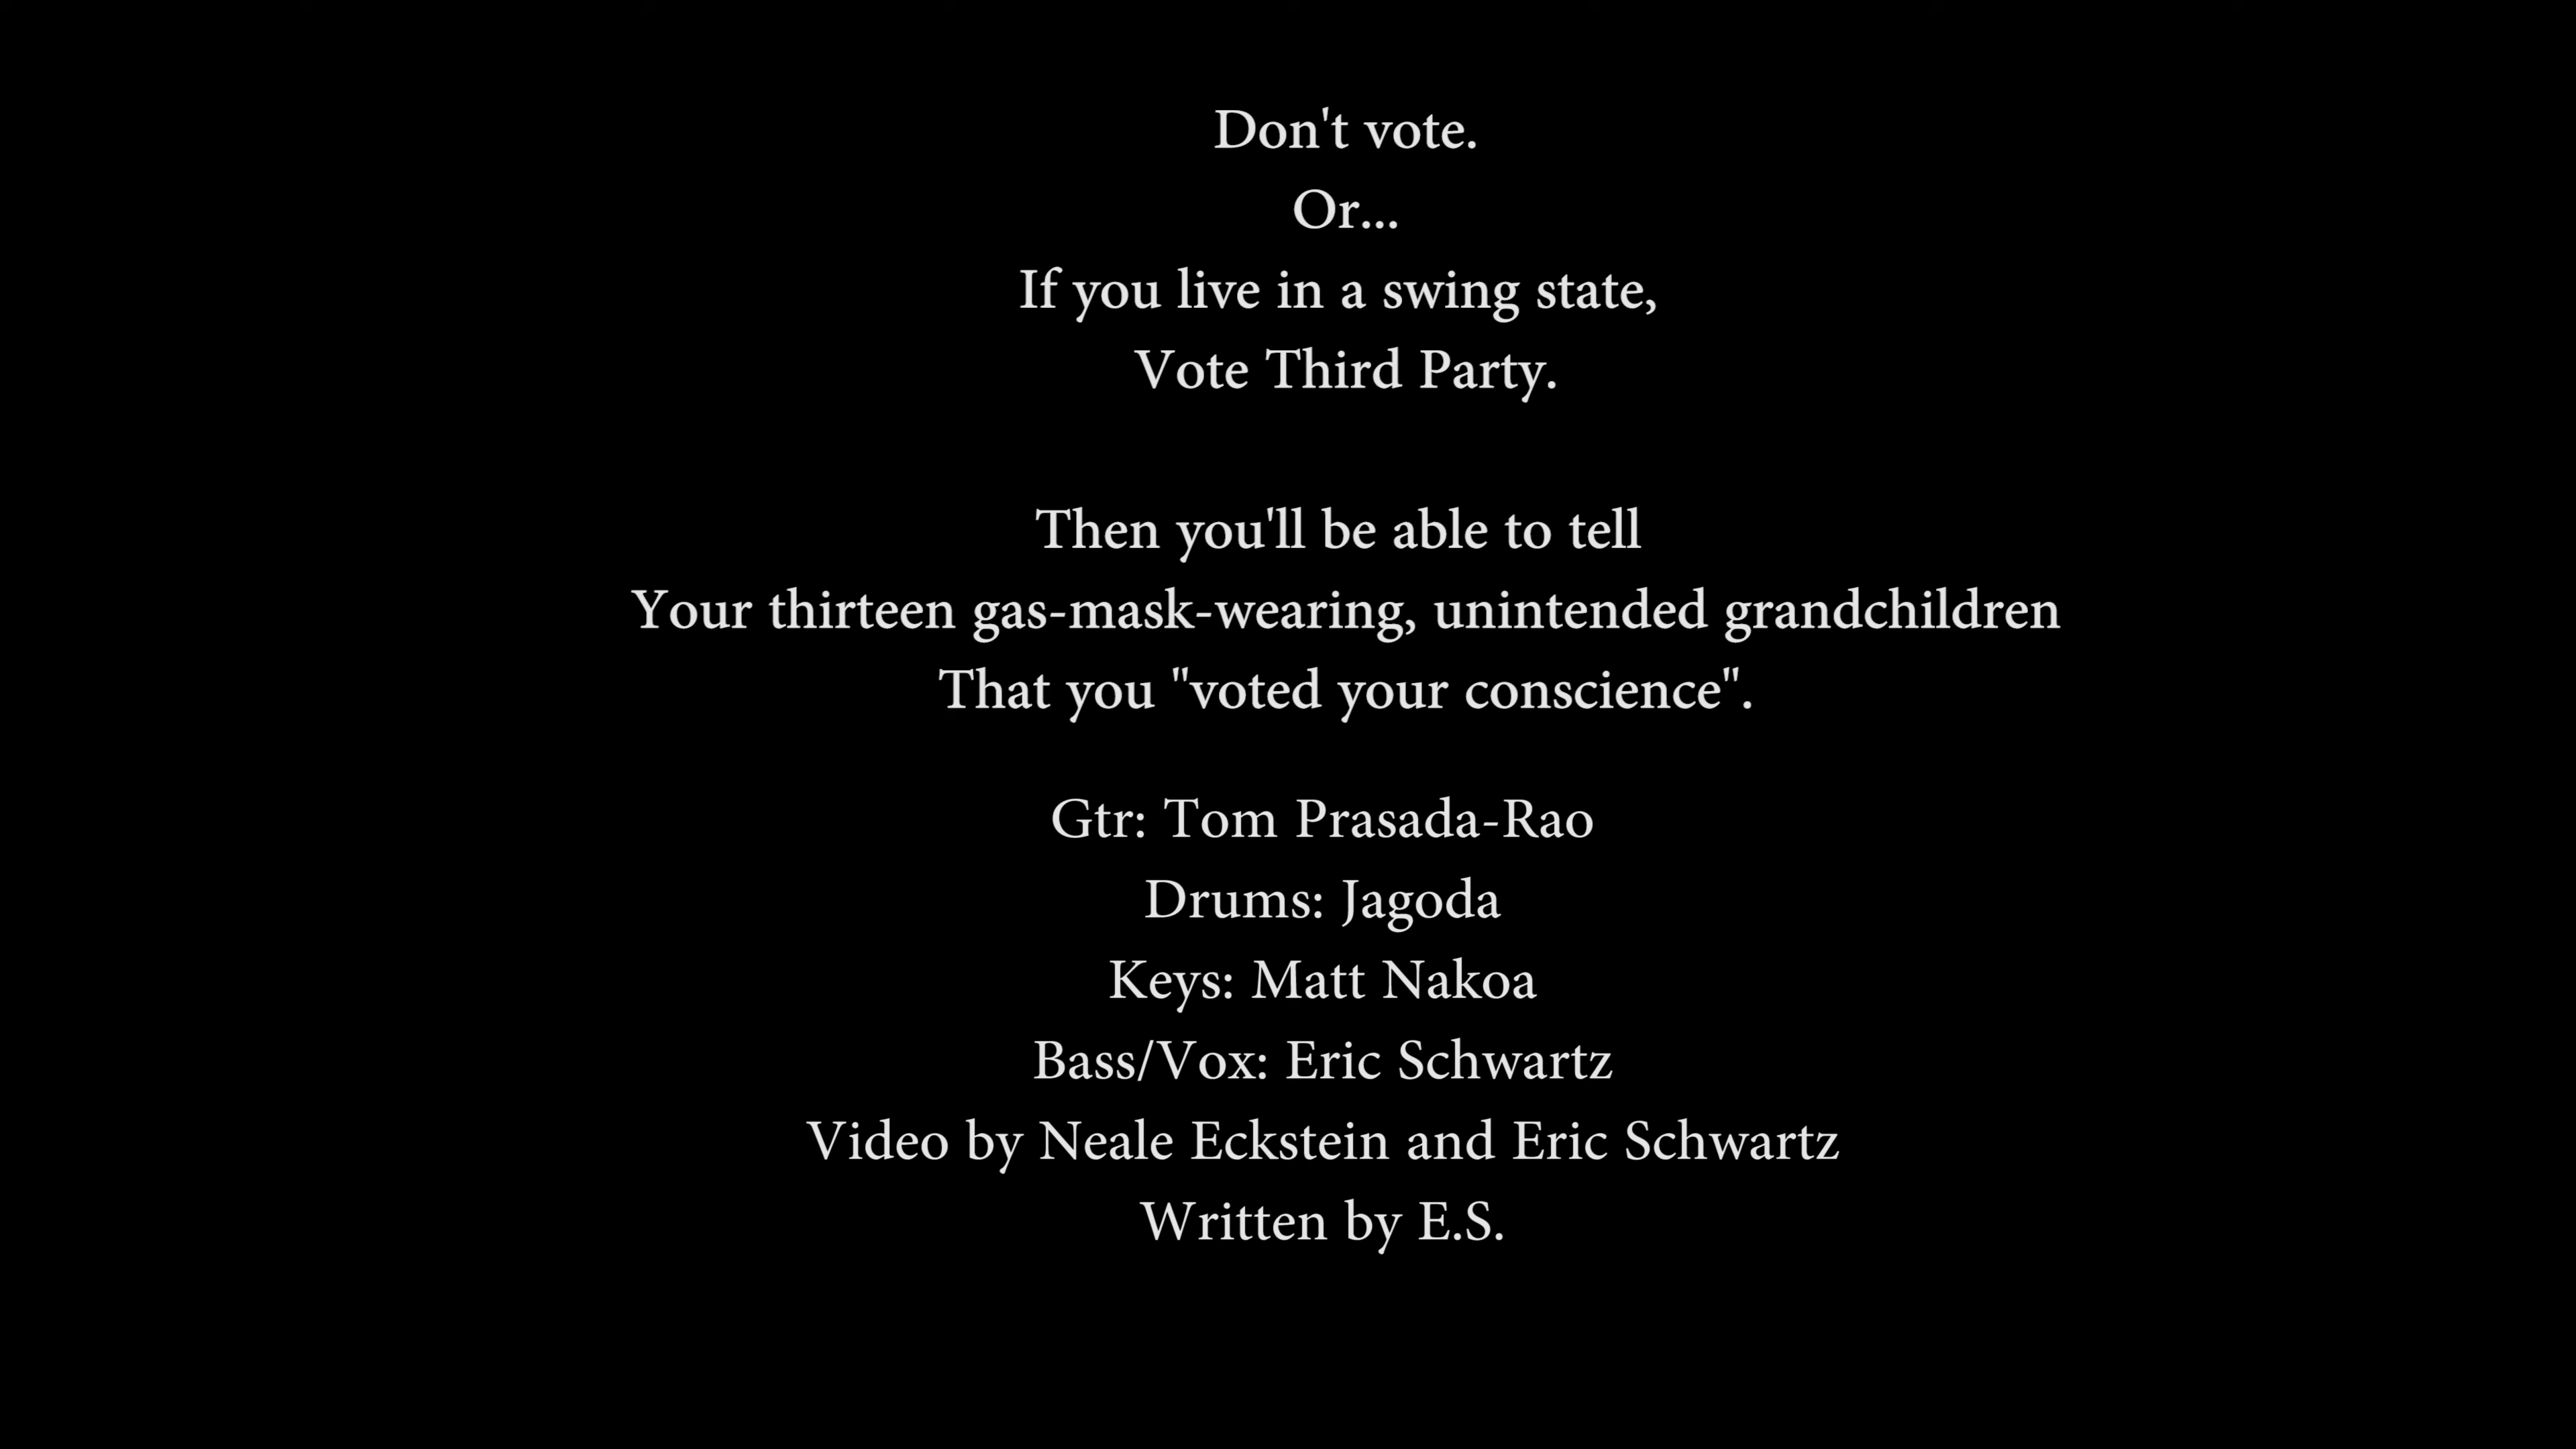 Don't vote.
Or...
If you live in a swing state,
Vote Third Party.
Then you'll be able to tell
Your thirteen gas-mask-wearing, unintended grandchildren
That you "voted your conscience".
Gtr: Tom Prasada-Rao
Drums: Jagoda
Keys: Matt Nakoa
Bass/Vox: Eric Schwartz
Video by Neale Eckstein and Eric Schwartz
Written by E.S.